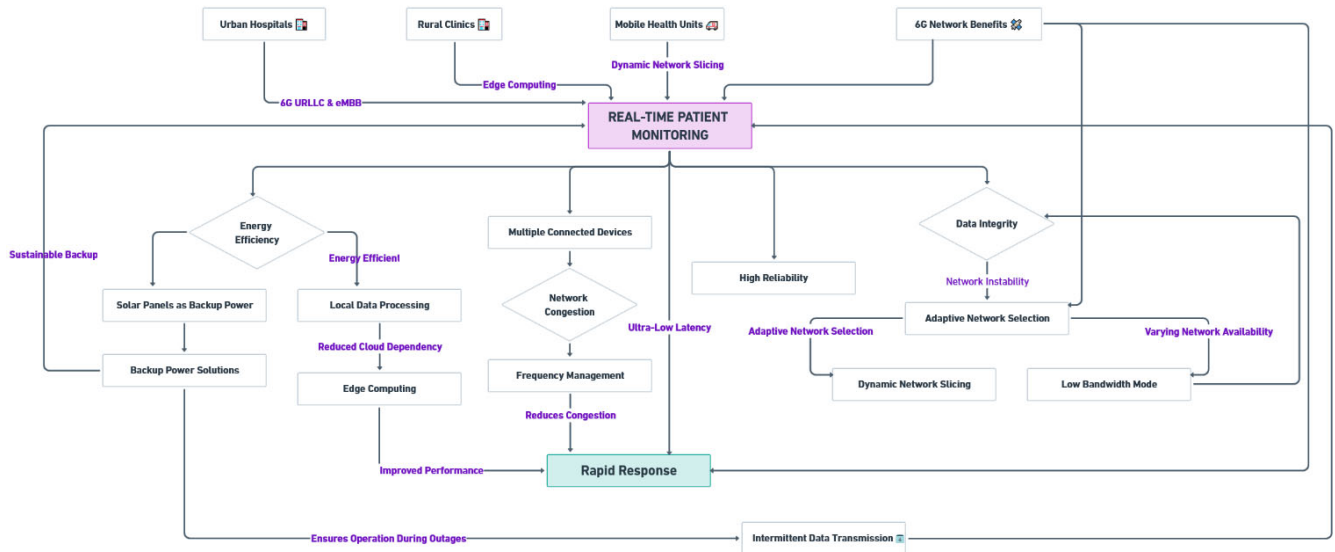 Urban Hospitals
Rural Clinics
Mobile Health Units
6G Network Benefits
Dynamic Network Slicing
Edge Computing
6G URLLC & eMBB
REAL-TIME PATIENT
MONITORING
Energy
Efficiency
Multiple Connected Devices
Data Integrity
Sustainable Backup
Energy Efficient
High Reliability
Network Instability
Solar Panels as Backup Power
Local Data Processing
Network
Congestion
Ultra-Low Latency
Adaptive Network Selection
Adaptive Network Selection
Varying Network Availability
Reduced Cloud Dependency
Backup Power Solutions
Edge Computing
Frequency Management
Dynamic Network Slicing
Low Bandwidth Mode
Reduces Congestion
Improved Performance
Rapid Response
Ensures Operation During Outages
Intermittent Data Transmission